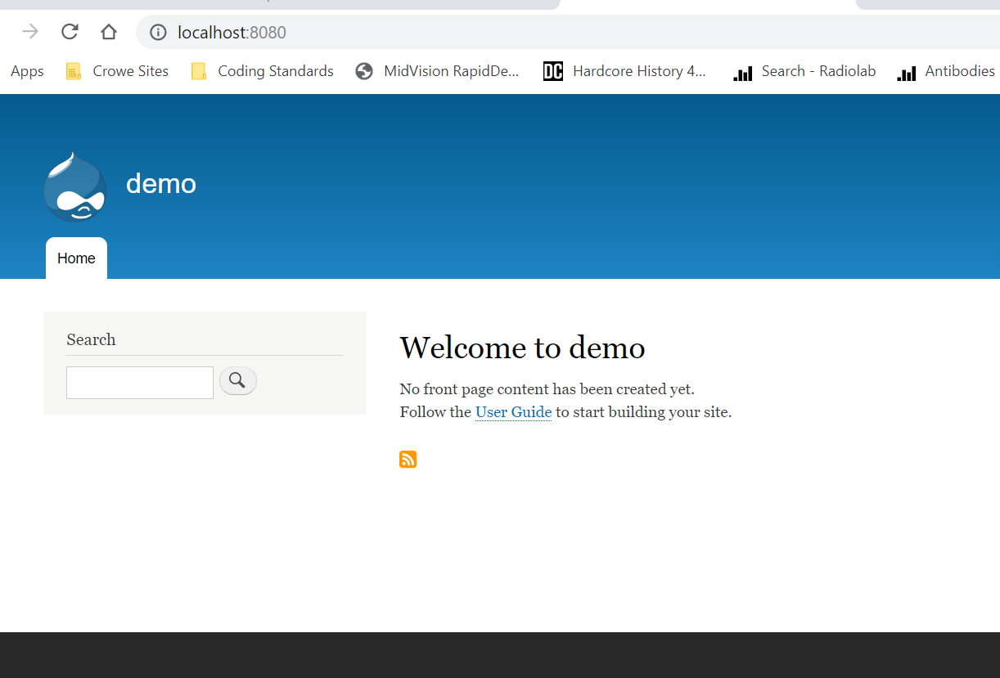 localhost:8080
Apps Crowe Sites Coding Standards MidVision RapidDe... DC Hardcore History 4... Search - Radiolab Antibodies
demo
Home
Search
Welcome to demo
No front page content has been created yet.
Follow the User Guide to start building your site.